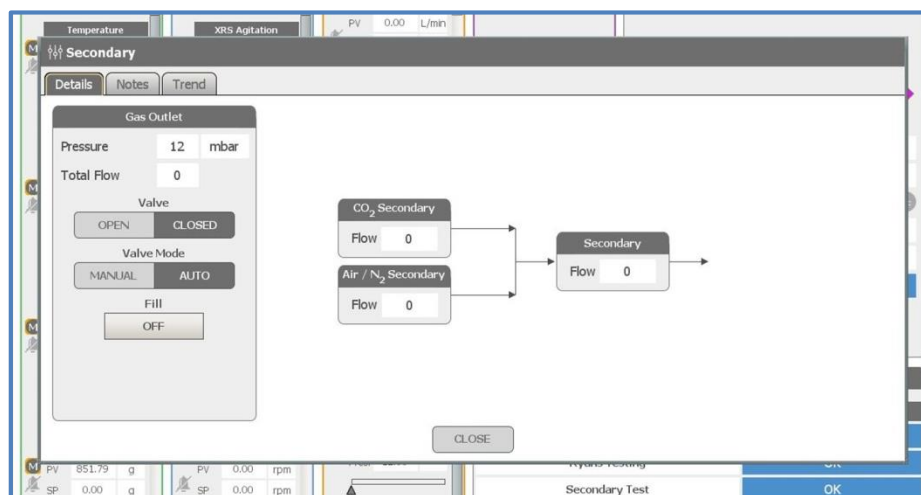 Temperature
XRS Agitation
PV 0.00 L/min
M
Secondary
Details Notes Trend
Gas Outlet
Pressure 12 mbar
Total Flow 0
Valve
OPEN CLOSED
Valve Mode
MANUAL AUTO
Fill
OFF
CO2 Secondary
Flow 0
Air / N2 Secondary
Flow 0
Secondary
Flow 0
CLOSE
M
M
M
PV 851.79 g
SP 0.00 g
PV 0.00 rpm
SP 0.00 rpm
Ryans Testing OK
Secondary Test OK